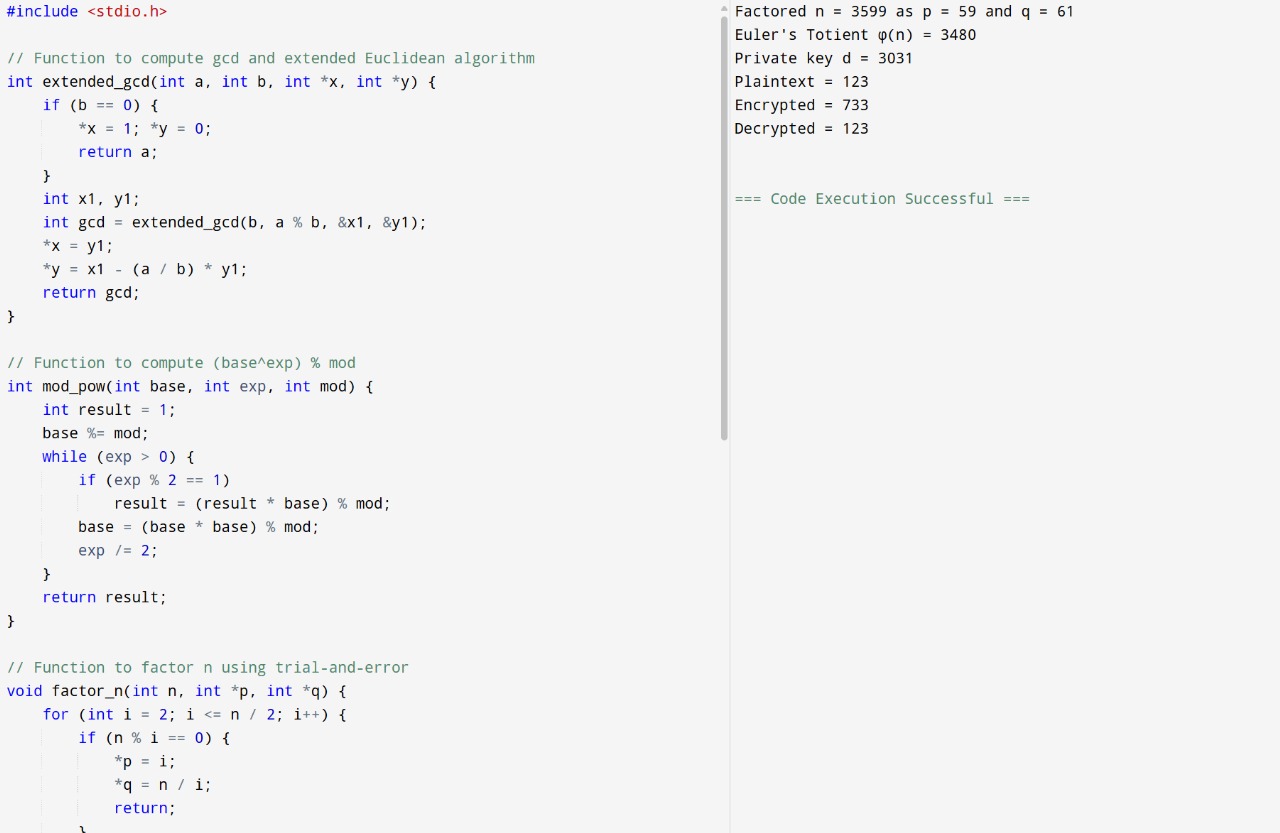 #include <stdio.h>
// Function to compute gcd and extended Euclidean algorithm
int extended_gcd(int a, int b, int *x, int *y) {
    if (b == 0) {
        *x = 1; *y = 0;
        return a;
    }
    int x1, y1;
    int gcd = extended_gcd(b, a % b, &x1, &y1);
    *x = y1;
    *y = x1 - (a / b) * y1;
    return gcd;
}
// Function to compute (base^exp) % mod
int mod_pow(int base, int exp, int mod) {
    int result = 1;
    base %= mod;
    while (exp > 0) {
        if (exp % 2 == 1)
            result = (result * base) % mod;
        base = (base * base) % mod;
        exp /= 2;
    }
    return result;
}
// Function to factor n using trial-and-error
void factor_n(int n, int *p, int *q) {
    for (int i = 2; i <= n / 2; i++) {
        if (n % i == 0) {
            *p = i;
            *q = n / i;
            return;
        }
Factored n = 3599 as p = 59 and q = 61
Euler's Totient φ(n) = 3480
Private key d = 3031
Plaintext = 123
Encrypted = 733
Decrypted = 123
=== Code Execution Successful ===